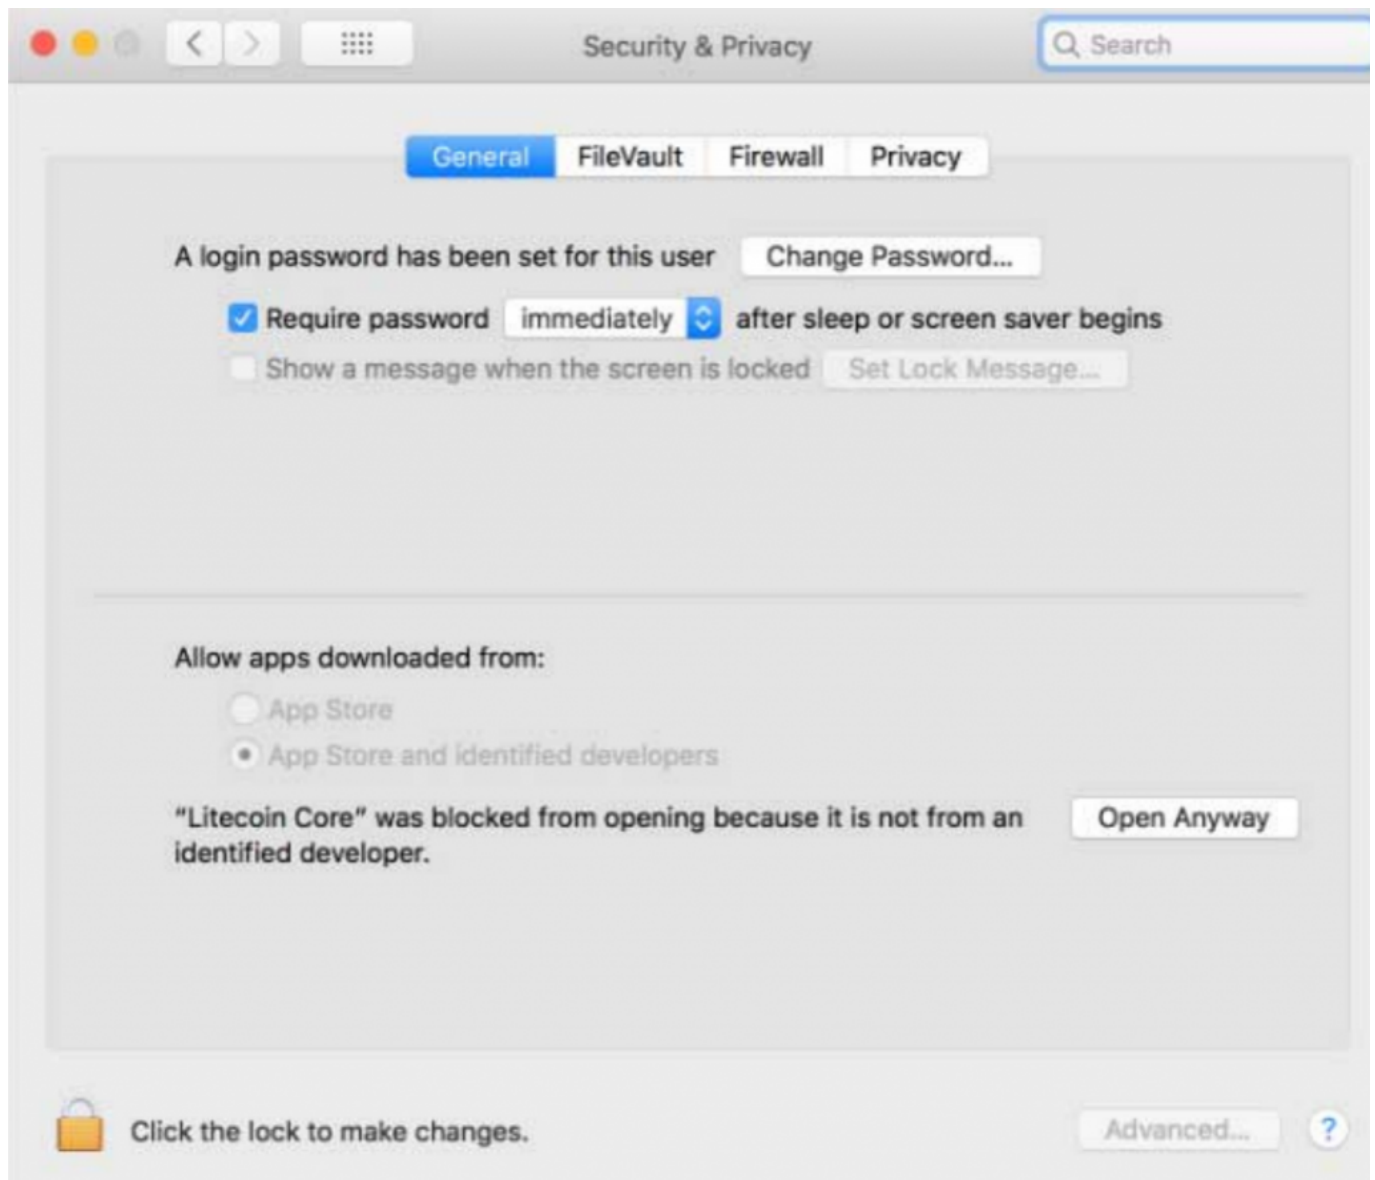 Security & Privacy
Search
General FileVault Firewall Privacy
A login password has been set for this user Change Password...
Require password immediately after sleep or screen saver begins
Show a message when the screen is locked Set Lock Message...
Allow apps downloaded from:
App Store
App Store and identified developers
“Litecoin Core” was blocked from opening because it is not from an Open Anyway
identified developer.
Click the lock to make changes. Advanced... ?